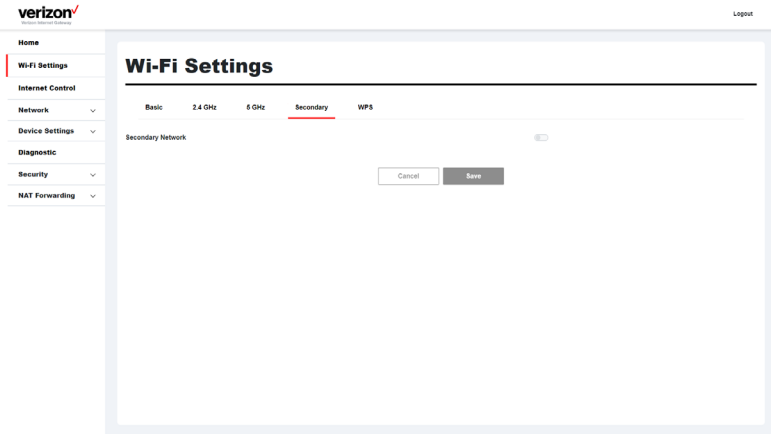 verizon
Verizon Internet Gateway
Logout
Home
Wi-Fi Settings
Internet Control
Network
Device Settings
Diagnostic
Security
NAT Forwarding
Wi-Fi Settings
Basic 2.4 GHz 5 GHz Secondary WPS
Secondary Network
Cancel Save